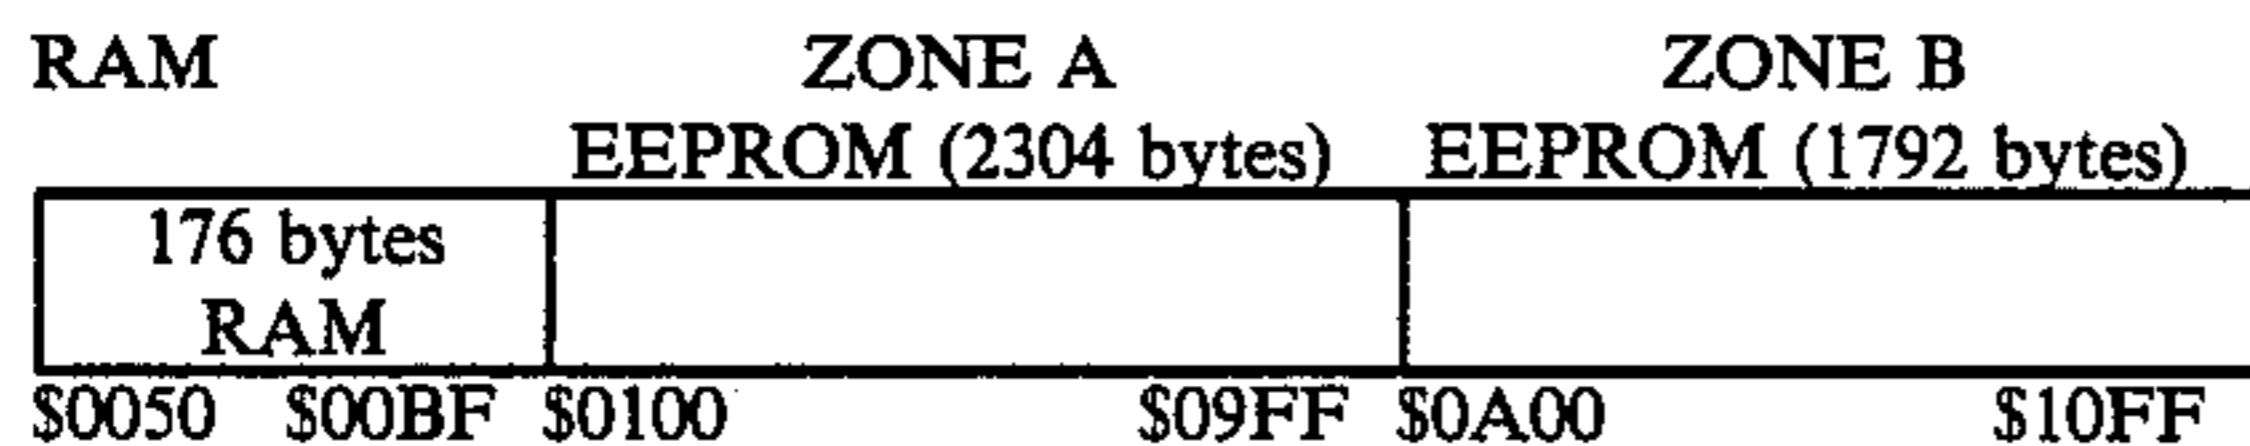 RAM ZONE A ZONE B
EEPROM (2304 bytes) EEPROM (1792 bytes)
176 bytes
RAM
$0050 $00BF $0100 $09FF $0A00 $10FF